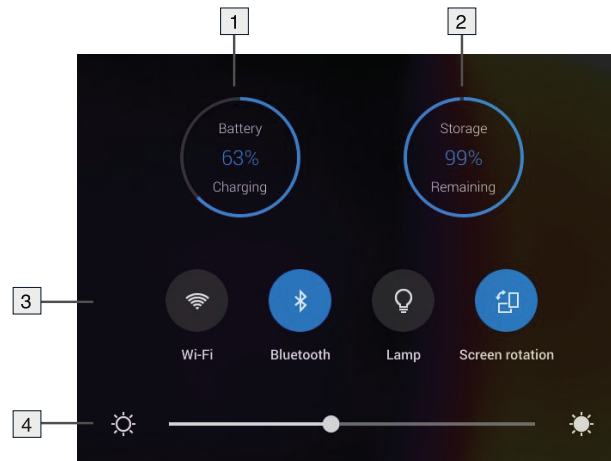 1 2
Battery Storage
63% 99%
Charging Remaining
3
Wi-Fi Bluetooth Lamp Screen rotation
4